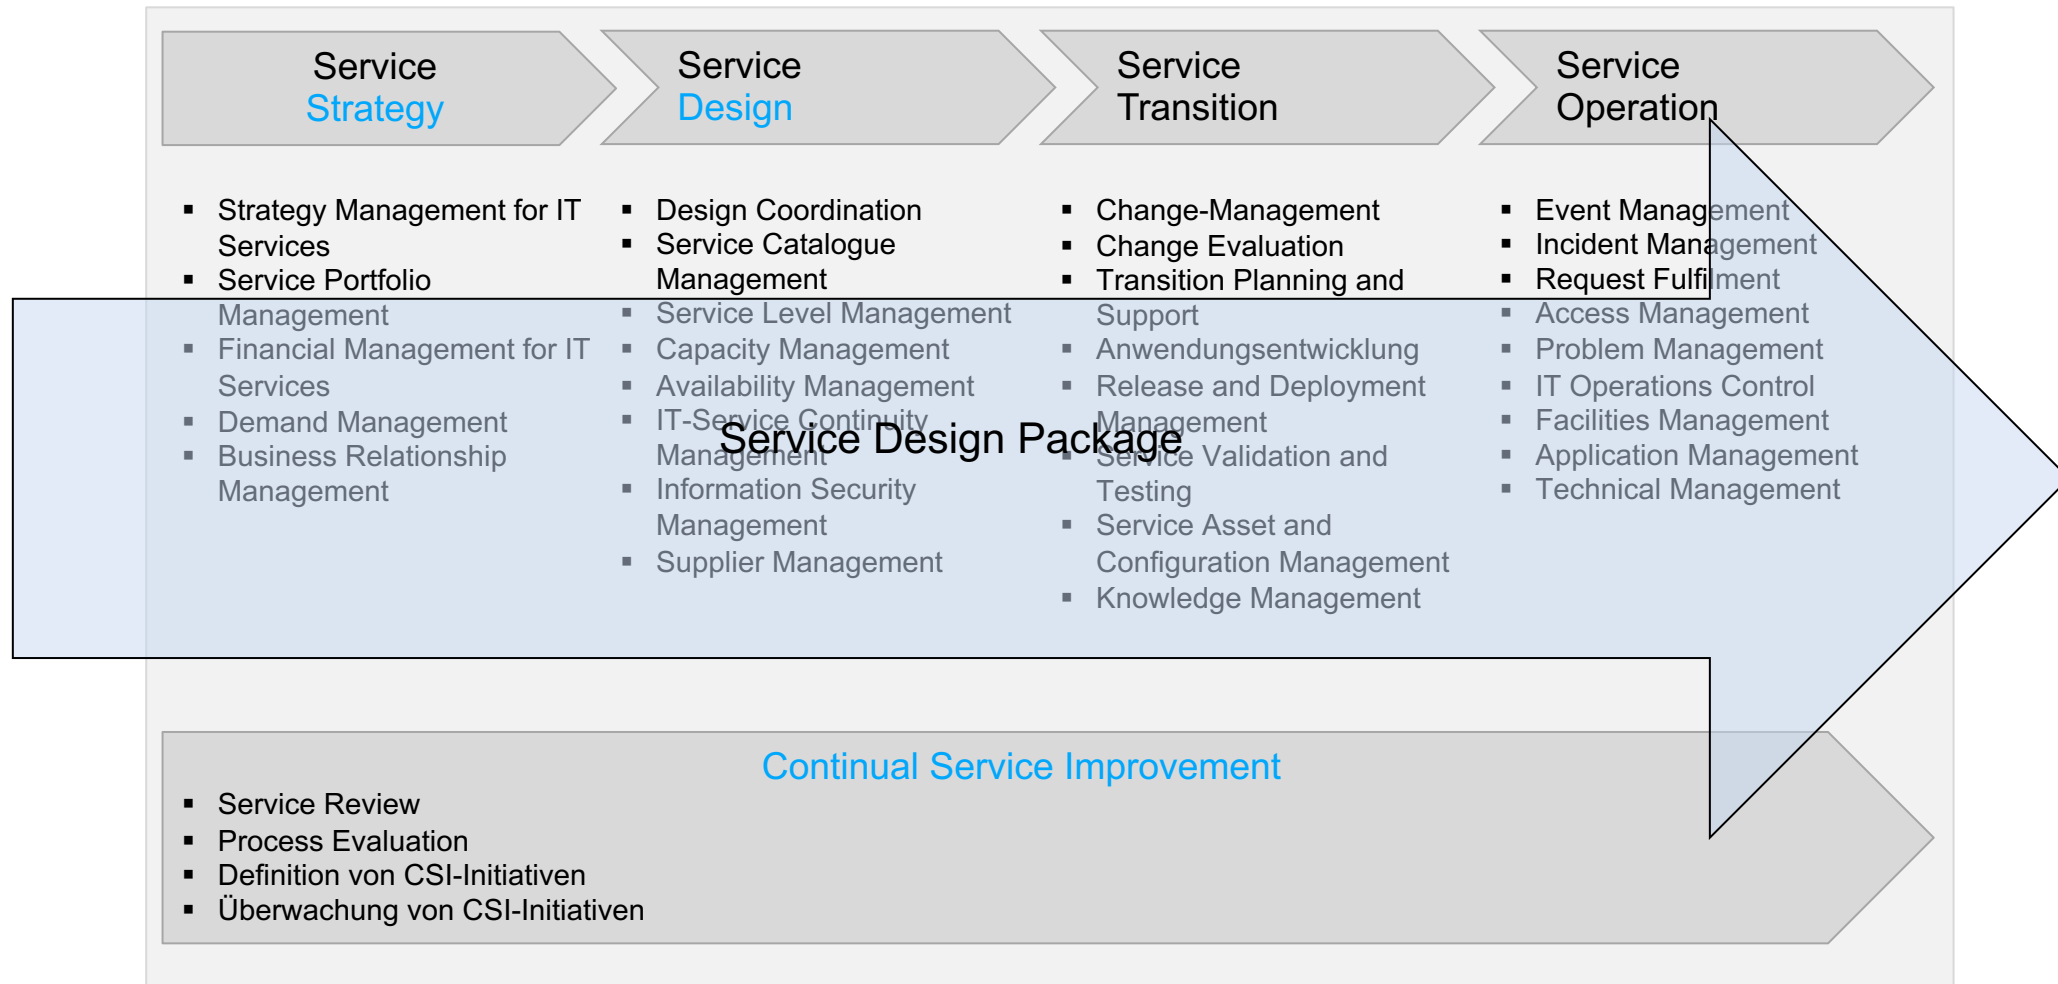 Service
Strategy
Service
Design
Service
Transition
Service
Operation
▪ Strategy Management for IT
Services
▪ Service Portfolio
Management
▪ Financial Management for IT
Services
▪ Demand Management
▪ Business Relationship
Management
▪ Design Coordination
▪ Service Catalogue
Management
▪ Service Level Management
▪ Capacity Management
▪ Availability Management
▪ IT-Service Continuity
Management
▪ Information Security
Management
▪ Supplier Management
▪ Change-Management
▪ Change Evaluation
▪ Transition Planning and
Support
▪ Anwendungsentwicklung
▪ Release and Deployment
Management
▪ Service Validation and
Testing
▪ Service Asset and
Configuration Management
▪ Knowledge Management
▪ Event Management
▪ Incident Management
▪ Request Fulfilment
▪ Access Management
▪ Problem Management
▪ IT Operations Control
▪ Facilities Management
▪ Application Management
▪ Technical Management
Service Design Package
Continual Service Improvement
▪ Service Review
▪ Process Evaluation
▪ Definition von CSI-Initiativen
▪ Überwachung von CSI-Initiativen